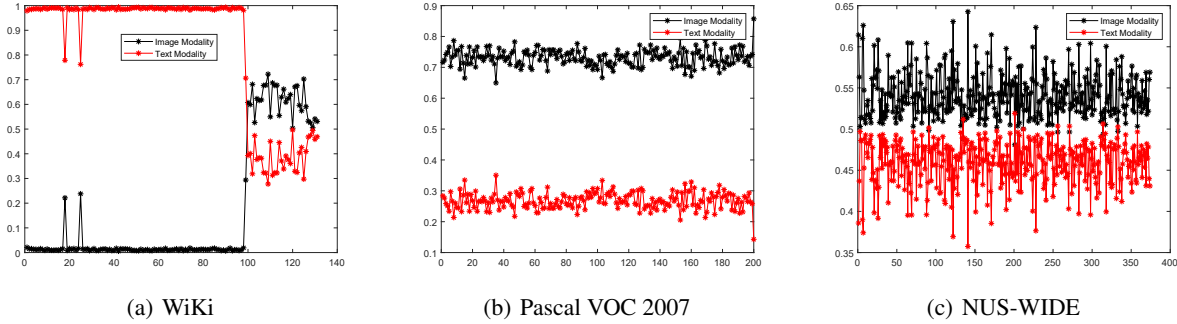 1
0.9
0.8
0.7
0.6
0.5
0.4
0.3
0.2
0.1
0
0 20 40 60 80 100 120 140
Image Modality
Text Modality
(a) WiKi
0.9
0.8
0.7
0.6
0.5
0.4
0.3
0.2
0.1
0 20 40 60 80 100 120 140 160 180 200
Image Modality
Text Modality
(b) Pascal VOC 2007
0.65
0.6
0.55
0.5
0.45
0.4
0.35
0 50 100 150 200 250 300 350 400
Image Modality
Text Modality
(c) NUS-WIDE